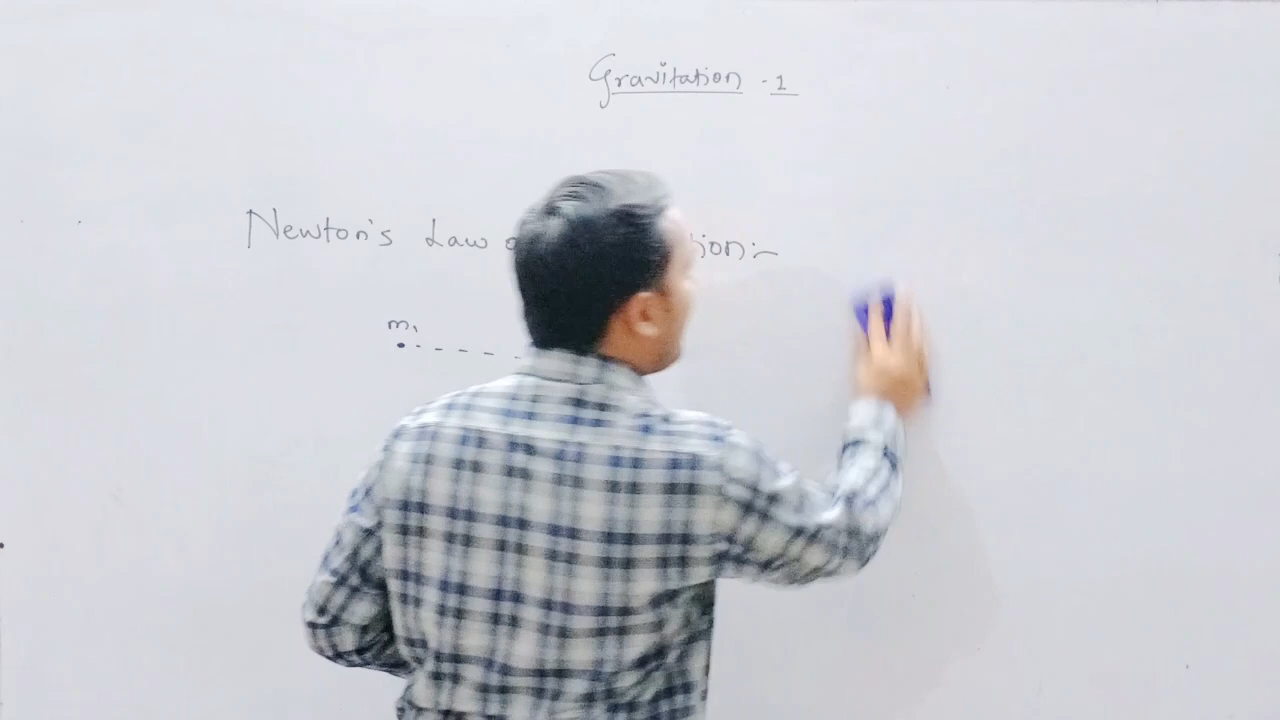 Gravitation - 1
Newton's Law
m₁